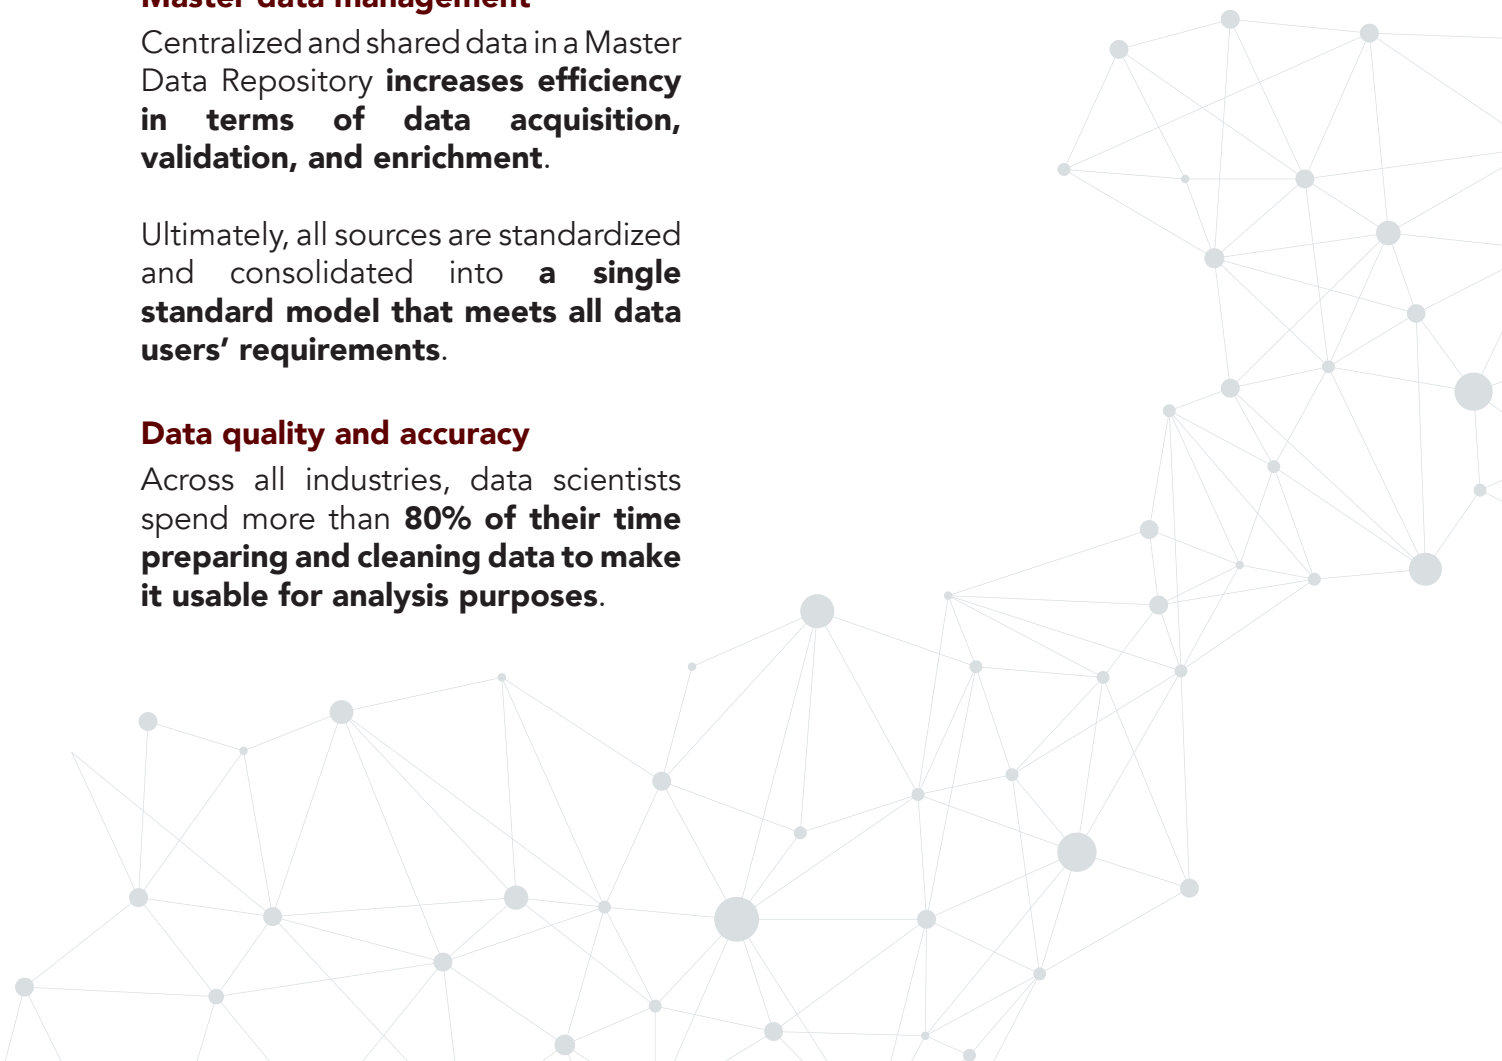 Master data management
Centralized and shared data in a Master
Data Repository increases efficiency
in terms of data acquisition,
validation, and enrichment.
Ultimately, all sources are standardized
and consolidated into a single
standard model that meets all data
users’ requirements.
Data quality and accuracy
Across all industries, data scientists
spend more than 80% of their time
preparing and cleaning data to make
it usable for analysis purposes.